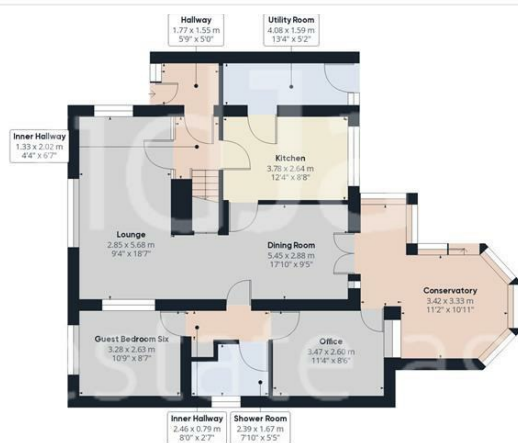 Hallway
1.77 x 1.55 m
5'9" x 5'0"
Utility Room
4.08 x 1.59 m
13'4" x 5'2"
Inner Hallway
1.33 x 2.02 m
4'4" x 6'7"
Kitchen
3.78 x 2.64 m
12'4" x 8'8"
Lounge
2.85 x 5.68 m
9'4" x 18'7"
Dining Room
5.45 x 2.88 m
17'10" x 9'5"
Conservatory
3.42 x 3.33 m
11'2" x 10'11"
Guest Bedroom Six
3.28 x 2.63 m
10'9" x 8'7"
Office
3.47 x 2.60 m
11'4" x 8'6"
Inner Hallway
2.46 x 0.79 m
8'0" x 2'7"
Shower Room
2.39 x 1.67 m
7'10" x 5'5"